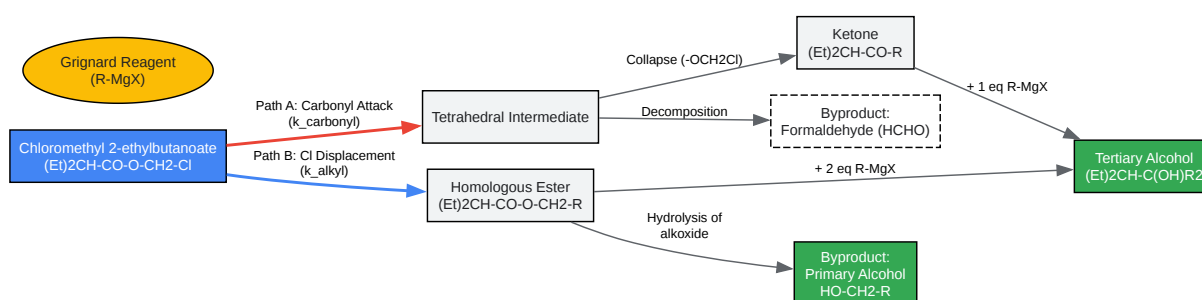 Grignard Reagent
(R-MgX)
Chloromethyl 2-ethylbutanoate
(Et)2CH-CO-O-CH2-Cl
Path A: Carbonyl Attack
(k_carbonyl)
Path B: Cl Displacement
(k_alkyl)
Tetrahedral Intermediate
Homologous Ester
(Et)2CH-CO-O-CH2-R
Collapse (-OCH2Cl)
Decomposition
Ketone
(Et)2CH-CO-R
Byproduct:
Formaldehyde (HCHO)
+ 1 eq R-MgX
+ 2 eq R-MgX
Hydrolysis of
alkoxide
Tertiary Alcohol
(Et)2CH-C(OH)R2
Byproduct:
Primary Alcohol
HO-CH2-R